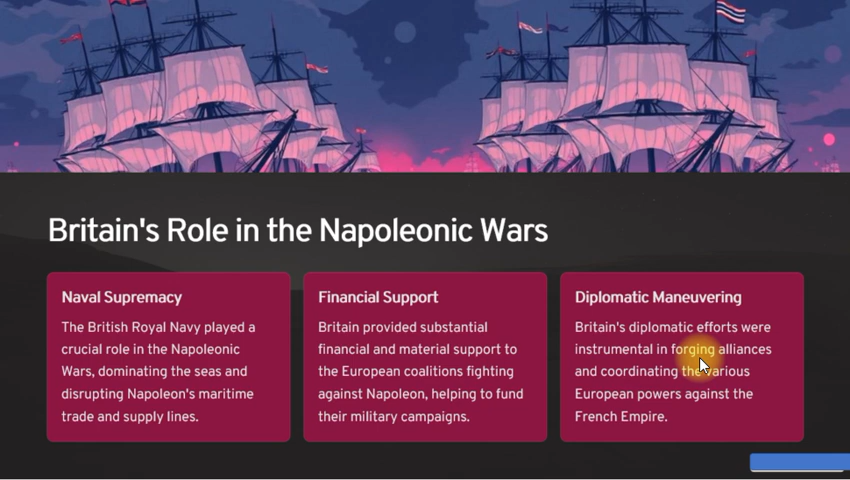 Britain's Role in the Napoleonic Wars
Naval Supremacy
The British Royal Navy played a
crucial role in the Napoleonic
Wars, dominating the seas and
disrupting Napoleon's maritime
trade and supply lines.
Financial Support
Britain provided substantial
financial and material support to
the European coalitions fighting
against Napoleon, helping to fund
their military campaigns.
Diplomatic Maneuvering
Britain's diplomatic efforts were
instrumental in forging alliances
and coordinating the various
European powers against the
French Empire.